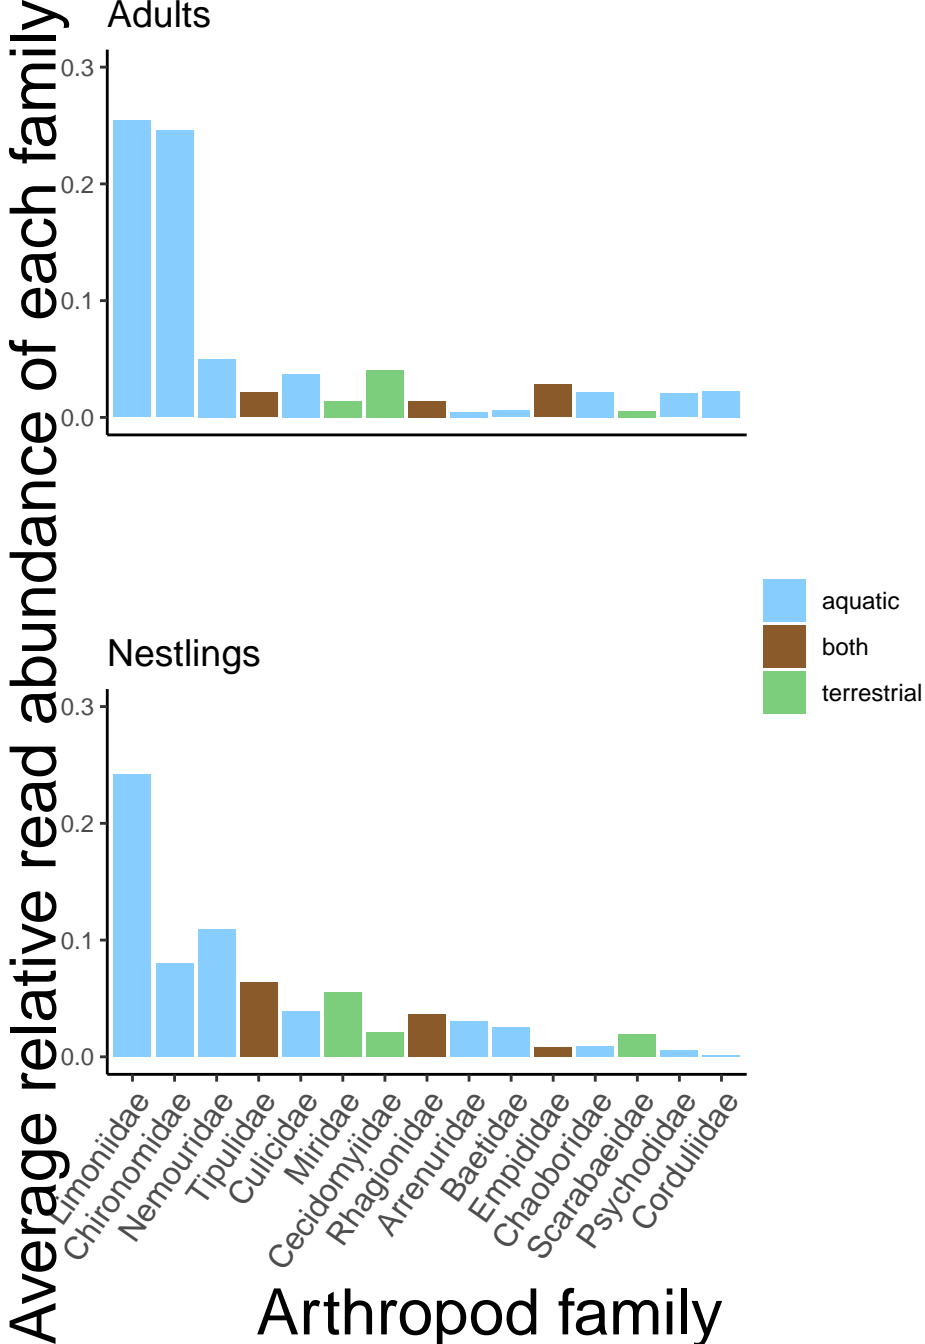 Average relative read abundance of each family
Adults
0.3
0.2
0.1
0.0
Nestlings
0.3
0.2
0.1
0.0
Limoniidae
Chironomidae
Nemouridae
Tipulidae
Culicidae
Miridae
Cecidomyiidae
Rhagionidae
Arrenuridae
Baetidae
Empididae
Chaoboridae
Scarabaeidae
Psychodidae
Corduliidae
Arthropod family
aquatic
both
terrestrial